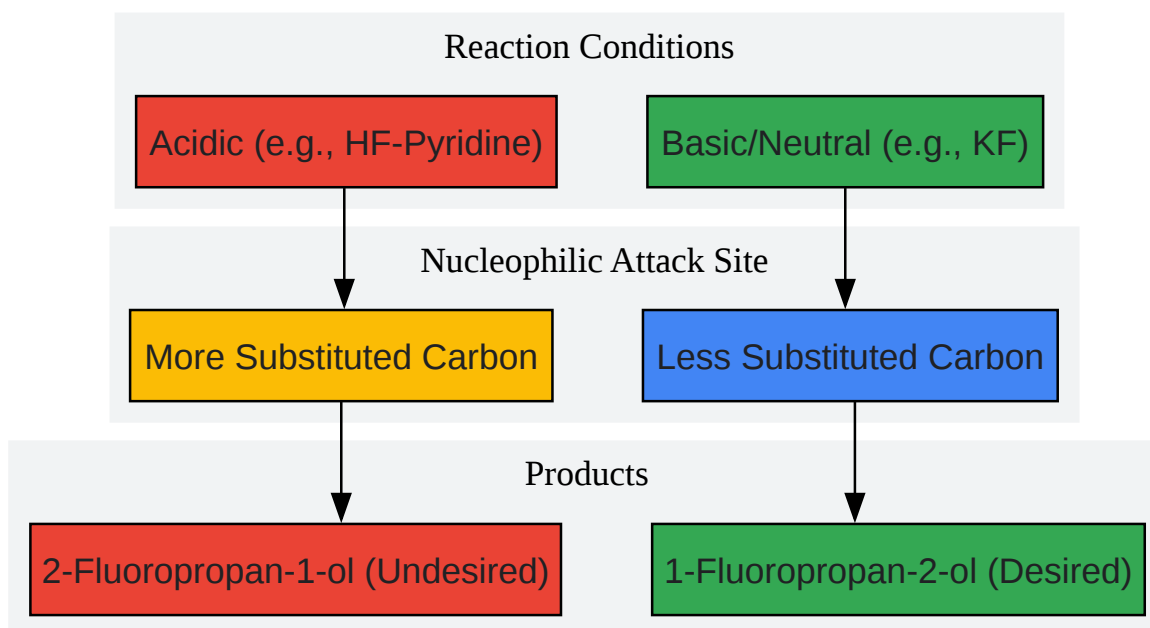 Reaction Conditions
Acidic (e.g., HF-Pyridine)
Basic/Neutral (e.g., KF)
Nucleophilic Attack Site
More Substituted Carbon
Less Substituted Carbon
Products
2-Fluoropropan-1-ol (Undesired)
1-Fluoropropan-2-ol (Desired)